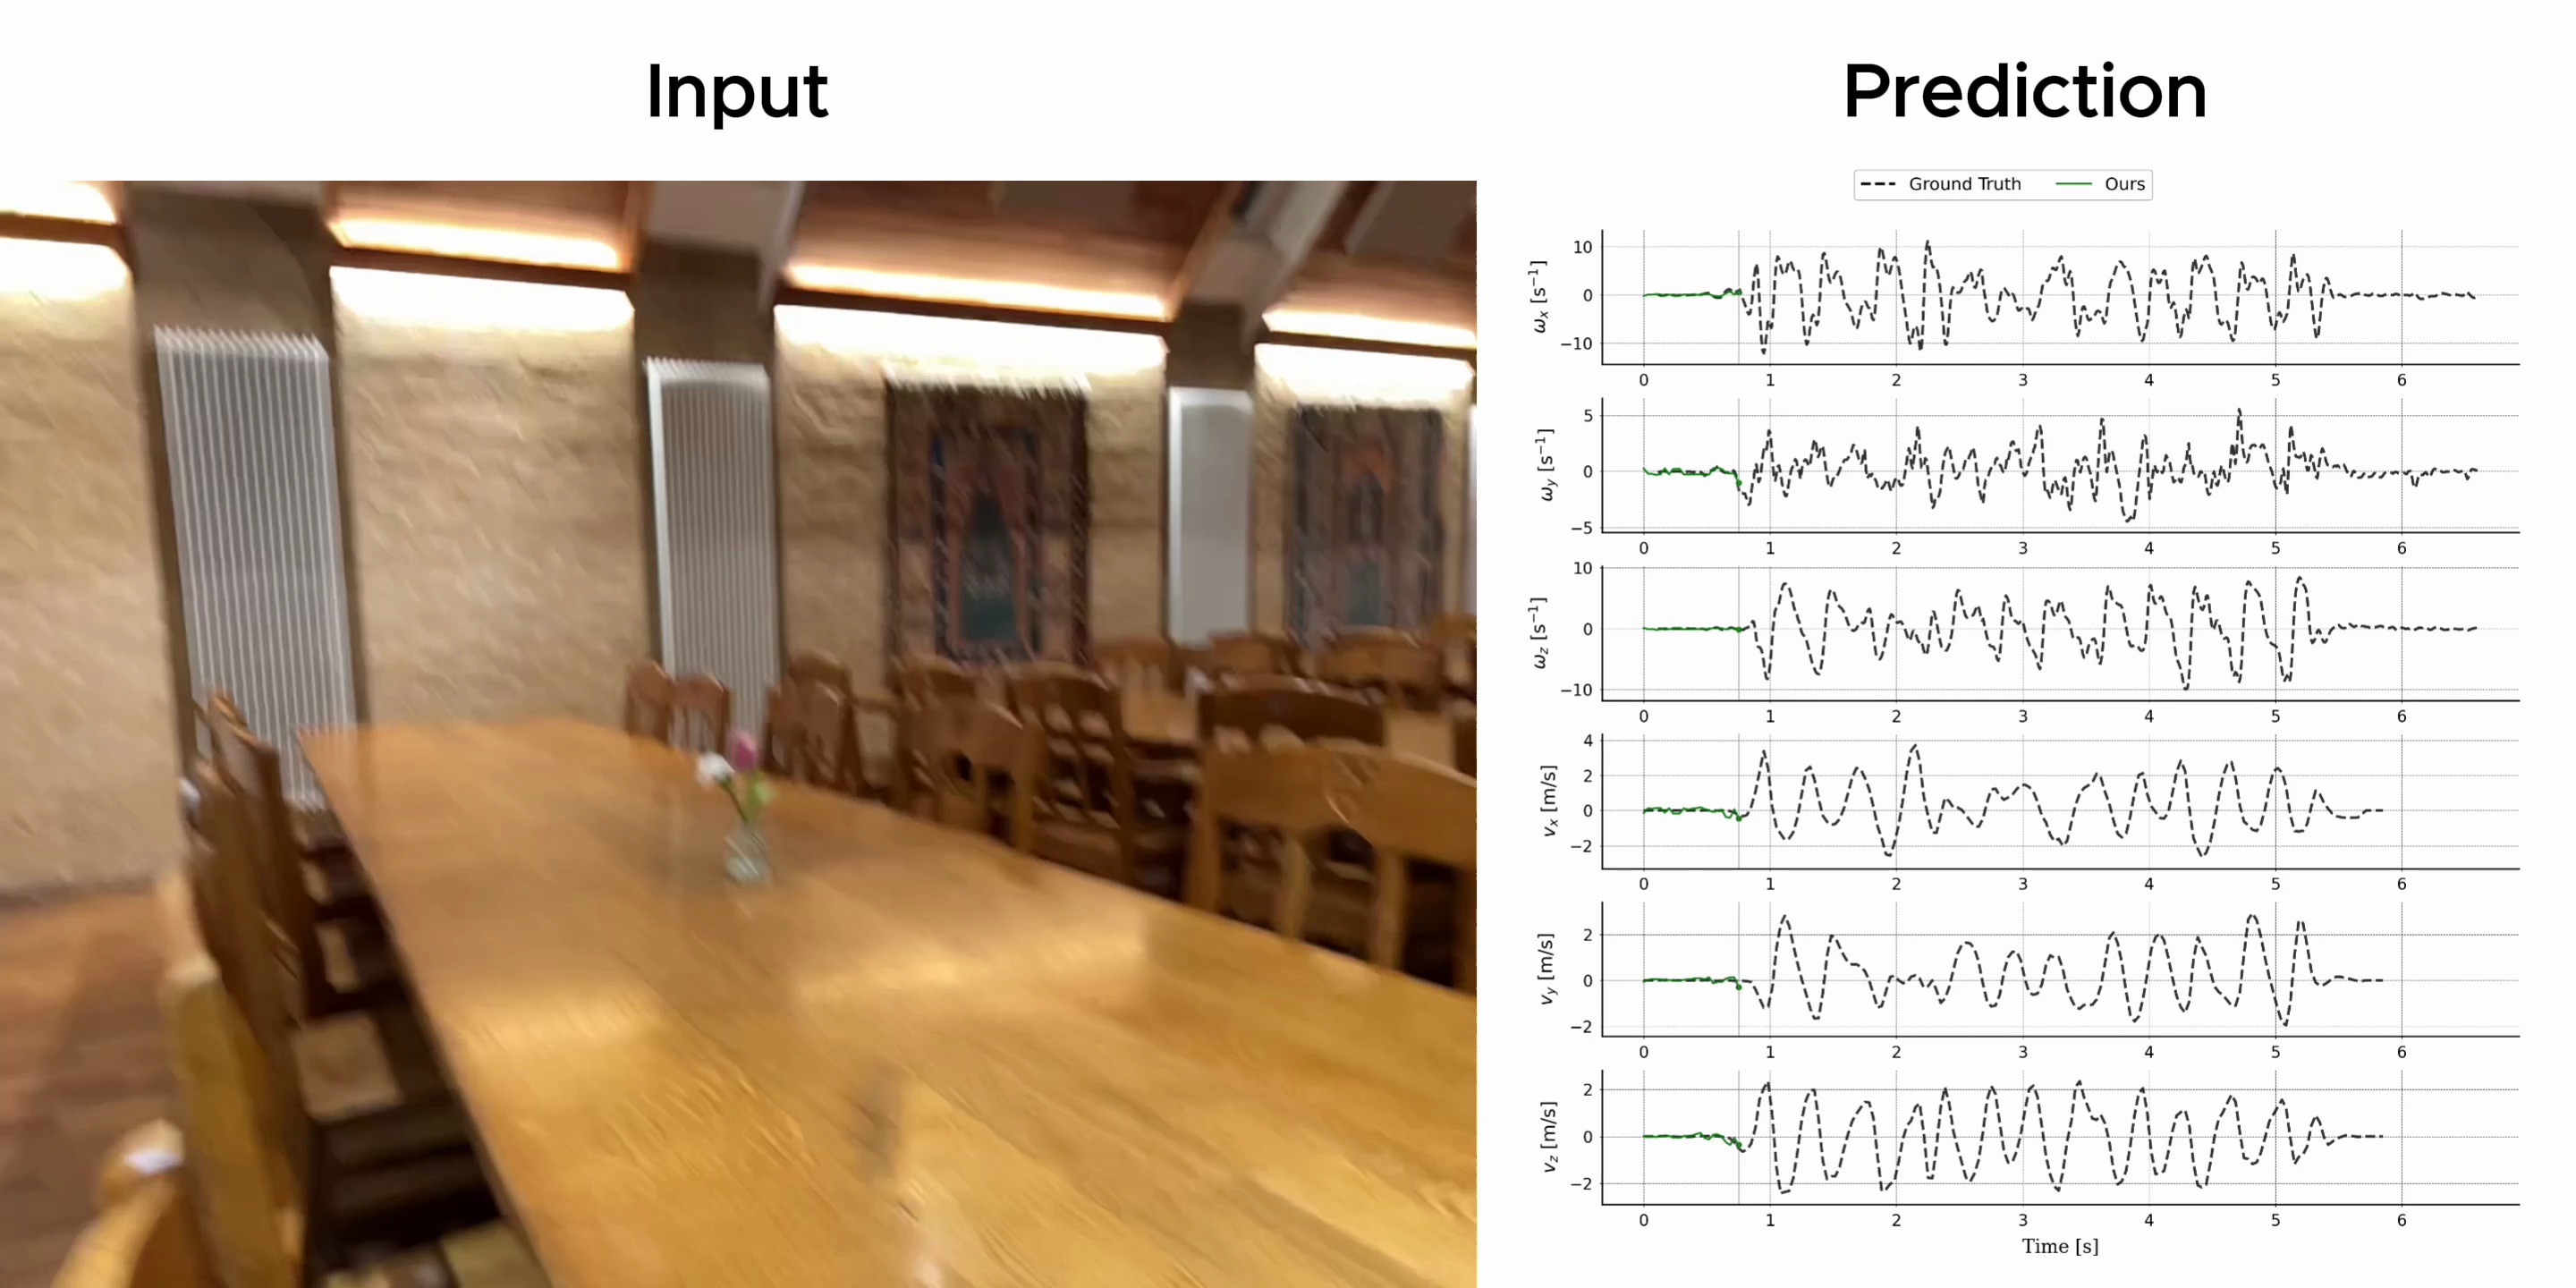 Input
Prediction
Ground Truth Ours
ωx [s⁻¹]
10
0
−10
0 1 2 3 4 5 6
ωy [s⁻¹]
5
0
−5
0 1 2 3 4 5 6
ωz [s⁻¹]
10
0
−10
0 1 2 3 4 5 6
vx [m/s]
4
2
0
−2
0 1 2 3 4 5 6
vy [m/s]
2
0
−2
0 1 2 3 4 5 6
vz [m/s]
2
0
−2
0 1 2 3 4 5 6
Time [s]